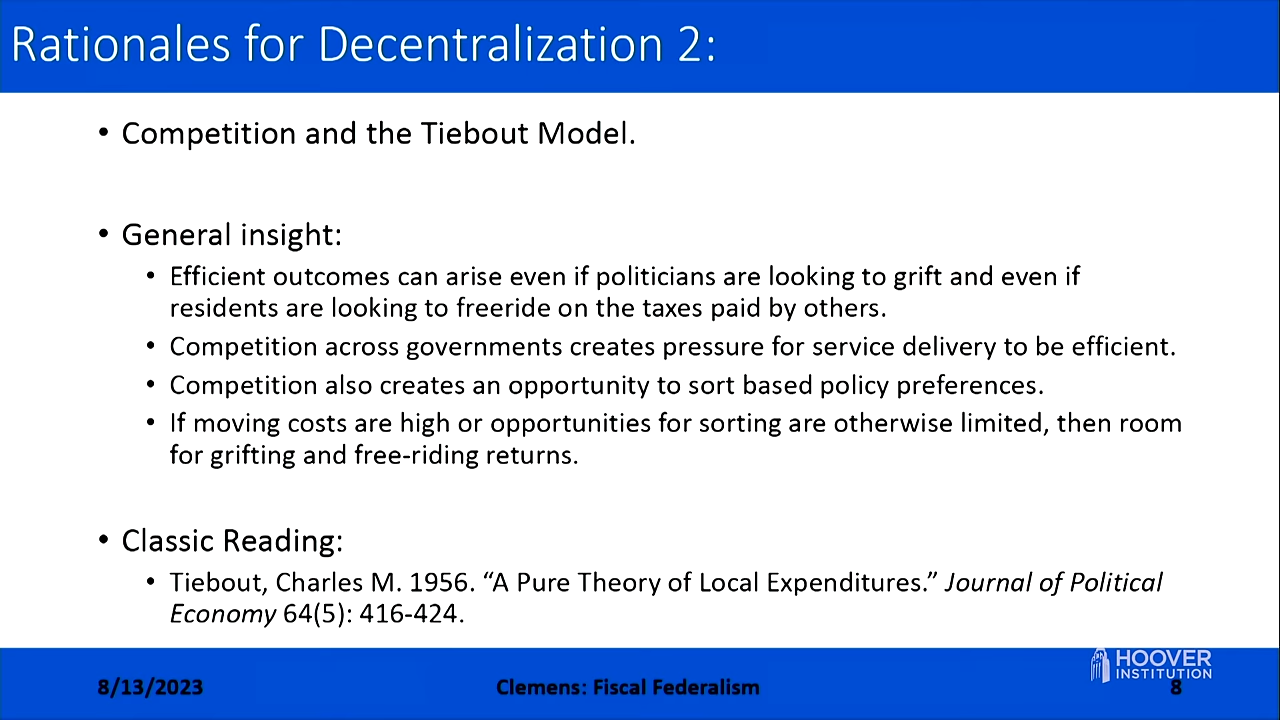 Rationales for Decentralization 2:
• Competition and the Tiebout Model.
• General insight:
• Efficient outcomes can arise even if politicians are looking to grift and even if
residents are looking to freeride on the taxes paid by others.
• Competition across governments creates pressure for service delivery to be efficient.
• Competition also creates an opportunity to sort based policy preferences.
• If moving costs are high or opportunities for sorting are otherwise limited, then room
for grifting and free-riding returns.
• Classic Reading:
• Tiebout, Charles M. 1956. “A Pure Theory of Local Expenditures.” Journal of Political
Economy 64(5): 416-424.
HOOVER
INSTITUTION
8/13/2023
Clemens: Fiscal Federalism
8